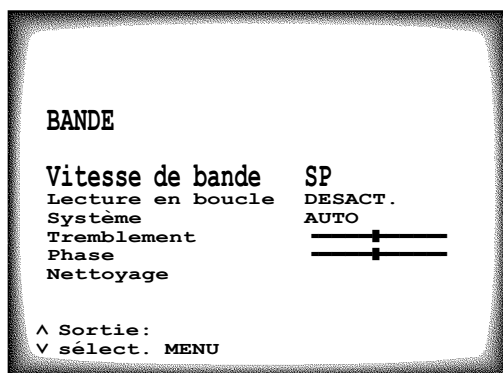 BANDE
Vitesse de bande SP
Lecture en boucle DESACT.
Système AUTO
Tremblement
Phase
Nettoyage
∧ Sortie:
∨ sélect. MENU